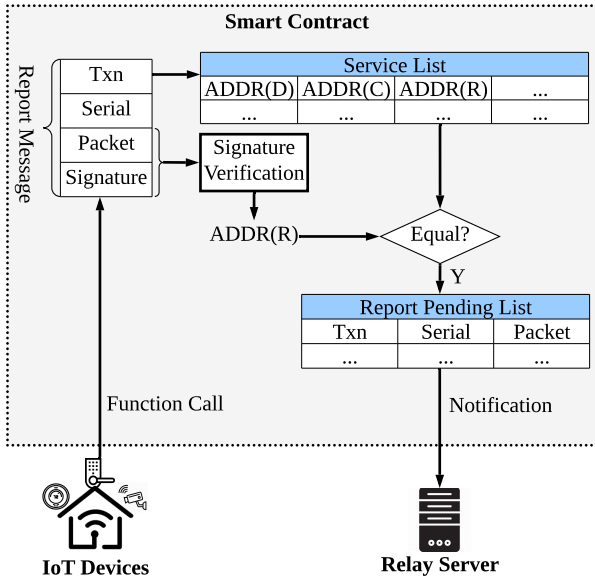 Smart Contract
Report Message
Txn
Serial
Packet
Signature
Service List
ADDR(D) ADDR(C) ADDR(R) ...
... ... ... ...
Signature
Verification
ADDR(R)
Equal?
Y
Report Pending List
Txn Serial Packet
... ... ...
Function Call
Notification
IoT Devices
Relay Server